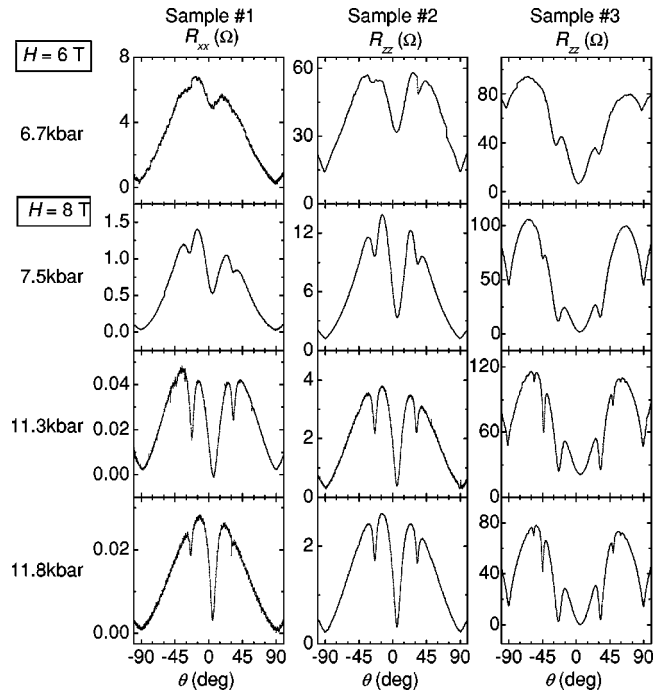 Sample #1 Sample #2 Sample #3
Rxx (Ω) Rzz (Ω) Rzz (Ω)
H = 6 T
6.7kbar
8 4 0
60 30 0
80 40 0
H = 8 T
7.5kbar
1.5 1.0 0.5 0.0
12 6 0
100 50 0
11.3kbar
0.04 0.02 0.00
4 2 0
120 60 0
11.8kbar
0.02 0.00
2 0
80 40 0
-90 -45 0 45 -90 -45 0 45 90 -90 -45 0 45 90
θ (deg) θ (deg) θ (deg)